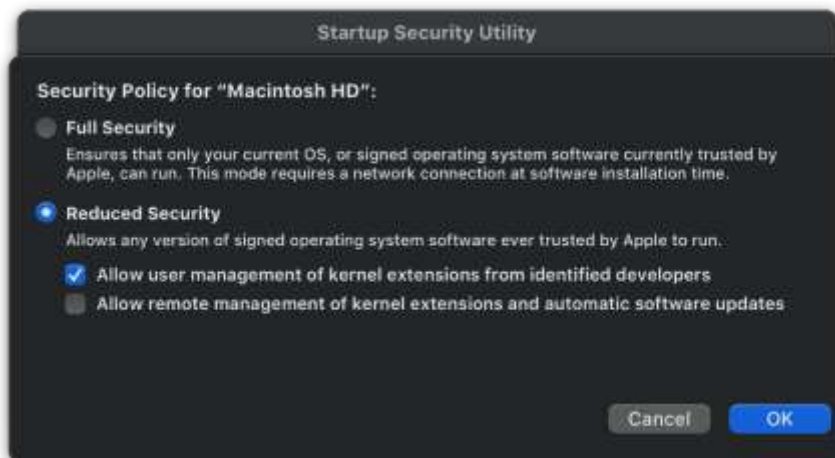 Startup Security Utility
Security Policy for “Macintosh HD”:
Full Security
Ensures that only your current OS, or signed operating system software currently trusted by
Apple, can run. This mode requires a network connection at software installation time.
Reduced Security
Allows any version of signed operating system software ever trusted by Apple to run.
Allow user management of kernel extensions from identified developers
Allow remote management of kernel extensions and automatic software updates
Cancel OK